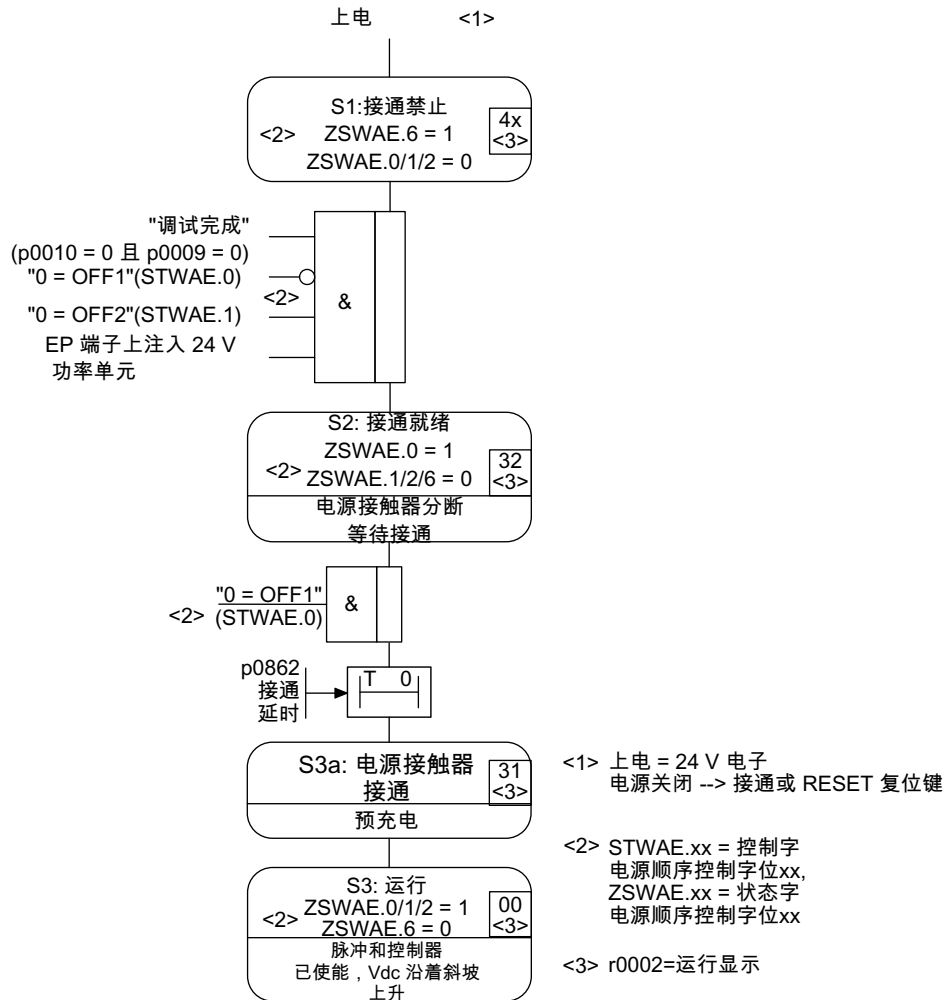 上电 <1>
S1:接通禁止
<2> ZSWAE.6 = 1
ZSWAE.0/1/2 = 0
4x
<3>
"调试完成"
(p0010 = 0 且 p0009 = 0)
"0 = OFF1"(STWAE.0)
<2>
"0 = OFF2"(STWAE.1)
EP 端子上注入 24 V
功率单元
&
S2: 接通就绪
ZSWAE.0 = 1
<2> ZSWAE.1/2/6 = 0
32
<3>
电源接触器分断
等待接通
"0 = OFF1"
<2> (STWAE.0)
&
p0862
接通
延时
T 0
S3a: 电源接触器
接通
31
<3>
预充电
S3: 运行
<2> ZSWAE.0/1/2 = 1
ZSWAE.6 = 0
00
<3>
脉冲和控制器
已使能 , Vdc 沿着斜坡
上升
<1> 上电 = 24 V 电子
电源关闭 --> 接通或 RESET 复位键
<2> STWAE.xx = 控制字
电源顺序控制字位xx,
ZSWAE.xx = 状态字
电源顺序控制字位xx
<3> r0002=运行显示